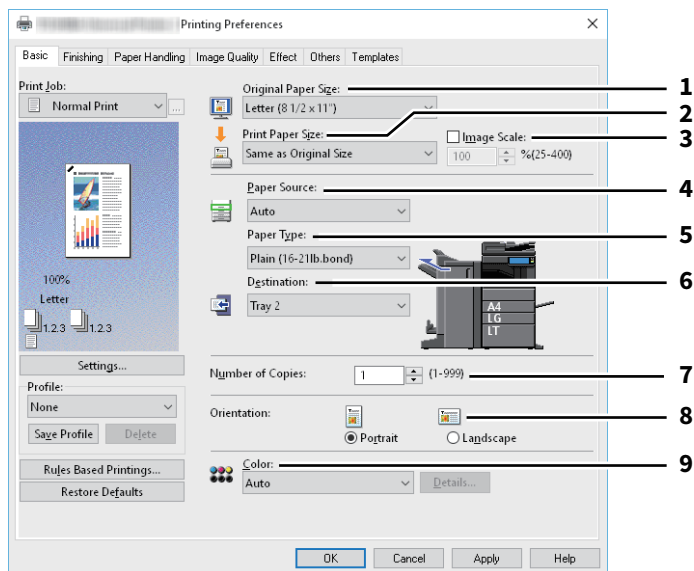 Printing Preferences
Basic Finishing Paper Handling Image Quality Effect Others Templates
Print Job:
Normal Print
...
100%
Letter
1.2.3 1.2.3
Settings...
Profile:
None
Save Profile Delete
Rules Based Printings...
Restore Defaults
Original Paper Size: 1
Letter (8 1/2 x 11")
Print Paper Size: 2
Same as Original Size
Image Scale: 3
100 %(25-400)
Paper Source: 4
Auto
Paper Type: 5
Plain (16-21lb.bond)
Destination: 6
Tray 2
A4
LG
LT
Number of Copies: 1 (1-999) 7
Orientation: 8
Portrait Landscape
Color: 9
Auto Details...
OK Cancel Apply Help